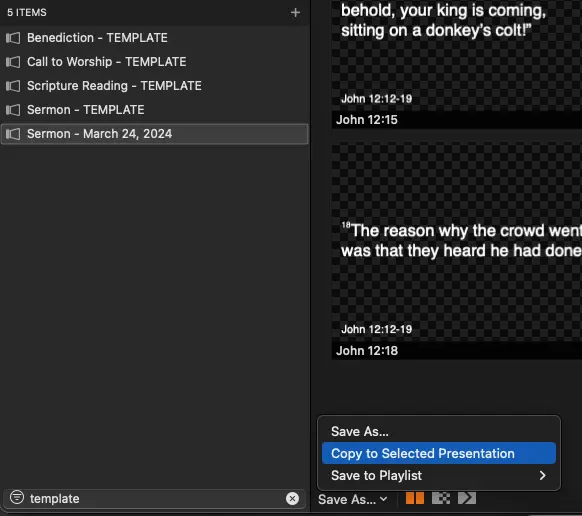 5 ITEMS
Benediction - TEMPLATE
Call to Worship - TEMPLATE
Scripture Reading - TEMPLATE
Sermon - TEMPLATE
Sermon - March 24, 2024
template
behold, your king is coming,
sitting on a donkey's colt!”
John 12:12-19
John 12:15
18The reason why the crowd went
was that they heard he had done
John 12:12-19
John 12:18
Save As...
Copy to Selected Presentation
Save to Playlist
Save As...